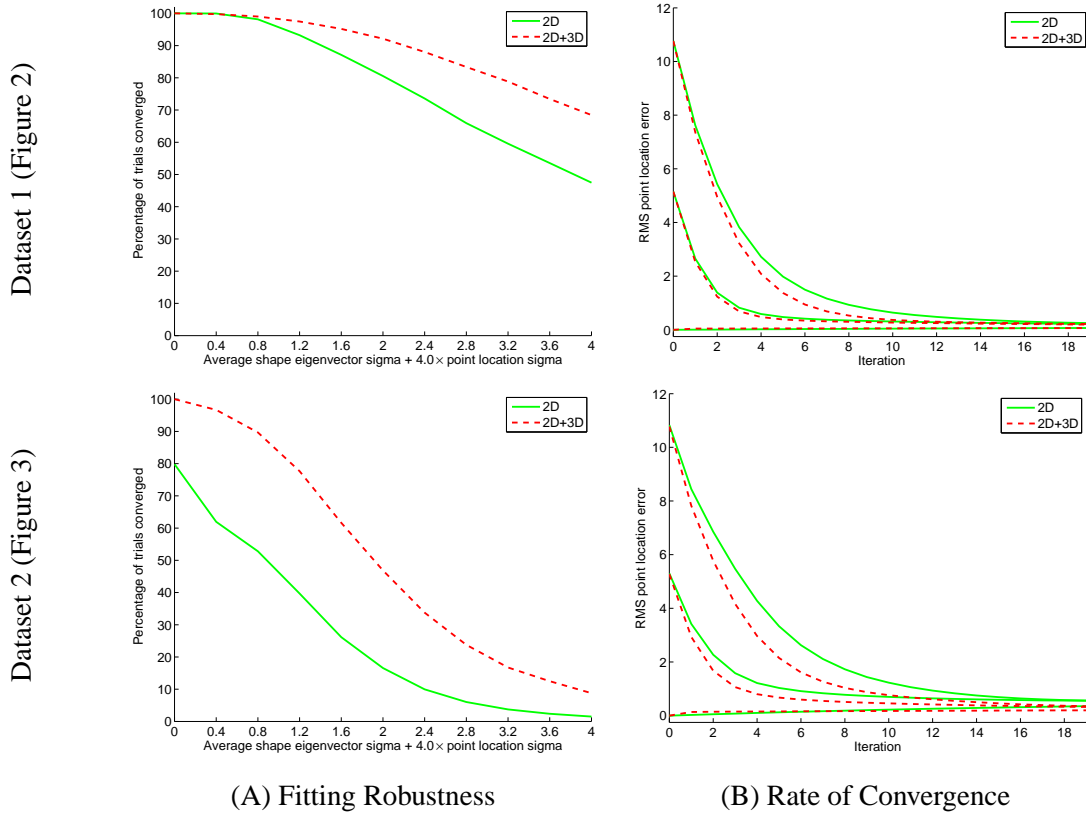 Dataset 1 (Figure 2)
Percentage of trials converged
100
90
80
70
60
50
40
30
20
10
100
0 0.4 0.8 1.2 1.6 2.0 2.4 2.8 3.2 3.6 4
Average shape eigenvector sigma + 4.0× point location sigma
2D
2D+3D
RMS point location error
12
10
8
6
4
2
0
0 2 4 6 8 10 12 14 16 18
Iteration
2D
2D+3D
Dataset 2 (Figure 3)
Percentage of trials converged
100
90
80
70
60
50
40
30
20
10
0
0 0.4 0.8 1.2 1.6 2.0 2.4 2.8 3.2 3.6 4
Average shape eigenvector sigma + 4.0× point location sigma
2D
2D+3D
RMS point location error
12
10
8
6
4
2
0
0 2 4 6 8 10 12 14 16 18
Iteration
2D
2D+3D
(A) Fitting Robustness
(B) Rate of Convergence